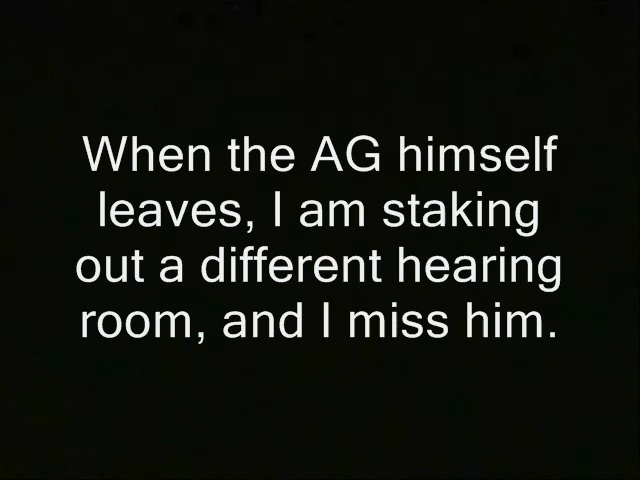 When the AG himself
leaves, I am staking
out a different hearing
room, and I miss him.